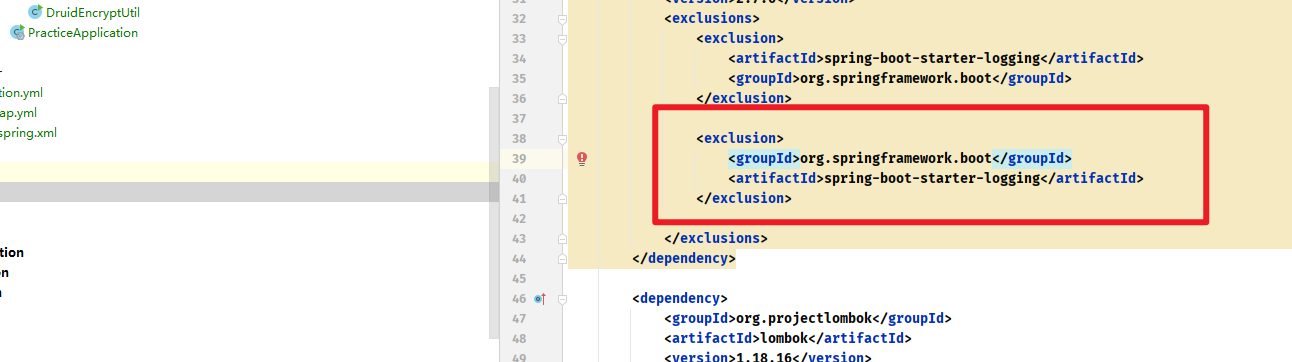 DruidEncryptUtil
PracticeApplication
tion.yml
ap.yml
spring.xml
tion
on
32 <exclusions>
33 <exclusion>
34 <artifactId>spring-boot-starter-logging</artifactId>
35 <groupId>org.springframework.boot</groupId>
36 </exclusion>
37
38 <exclusion>
39 <groupId>org.springframework.boot</groupId>
40 <artifactId>spring-boot-starter-logging</artifactId>
41 </exclusion>
42
43 </exclusions>
44 </dependency>
45
46 <dependency>
47 <groupId>org.projectlombok</groupId>
48 <artifactId>lombok</artifactId>
49 <version>1.18.16</version>